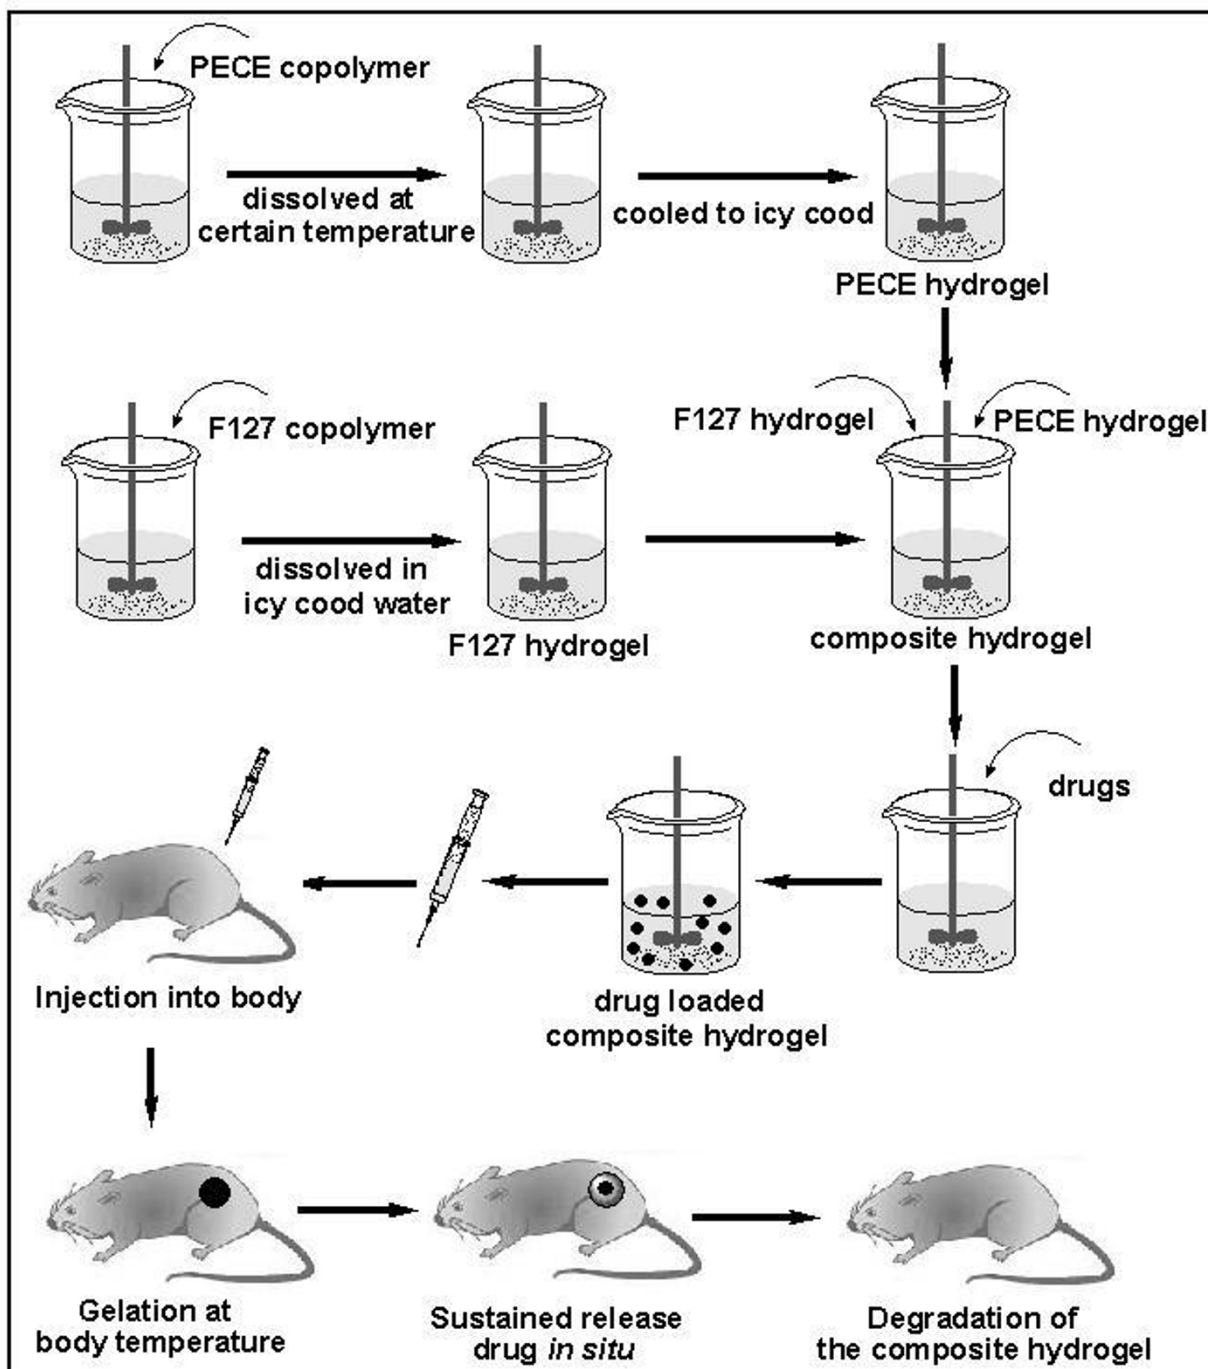 PECE copolymer
dissolved at
certain temperature
cooled to icy cood
PECE hydrogel
F127 copolymer
dissolved in
icy cood water
F127 hydrogel
F127 hydrogel
PECE hydrogel
composite hydrogel
drugs
drug loaded
composite hydrogel
Injection into body
Gelation at
body temperature
Sustained release
drug in situ
Degradation of
the composite hydrogel